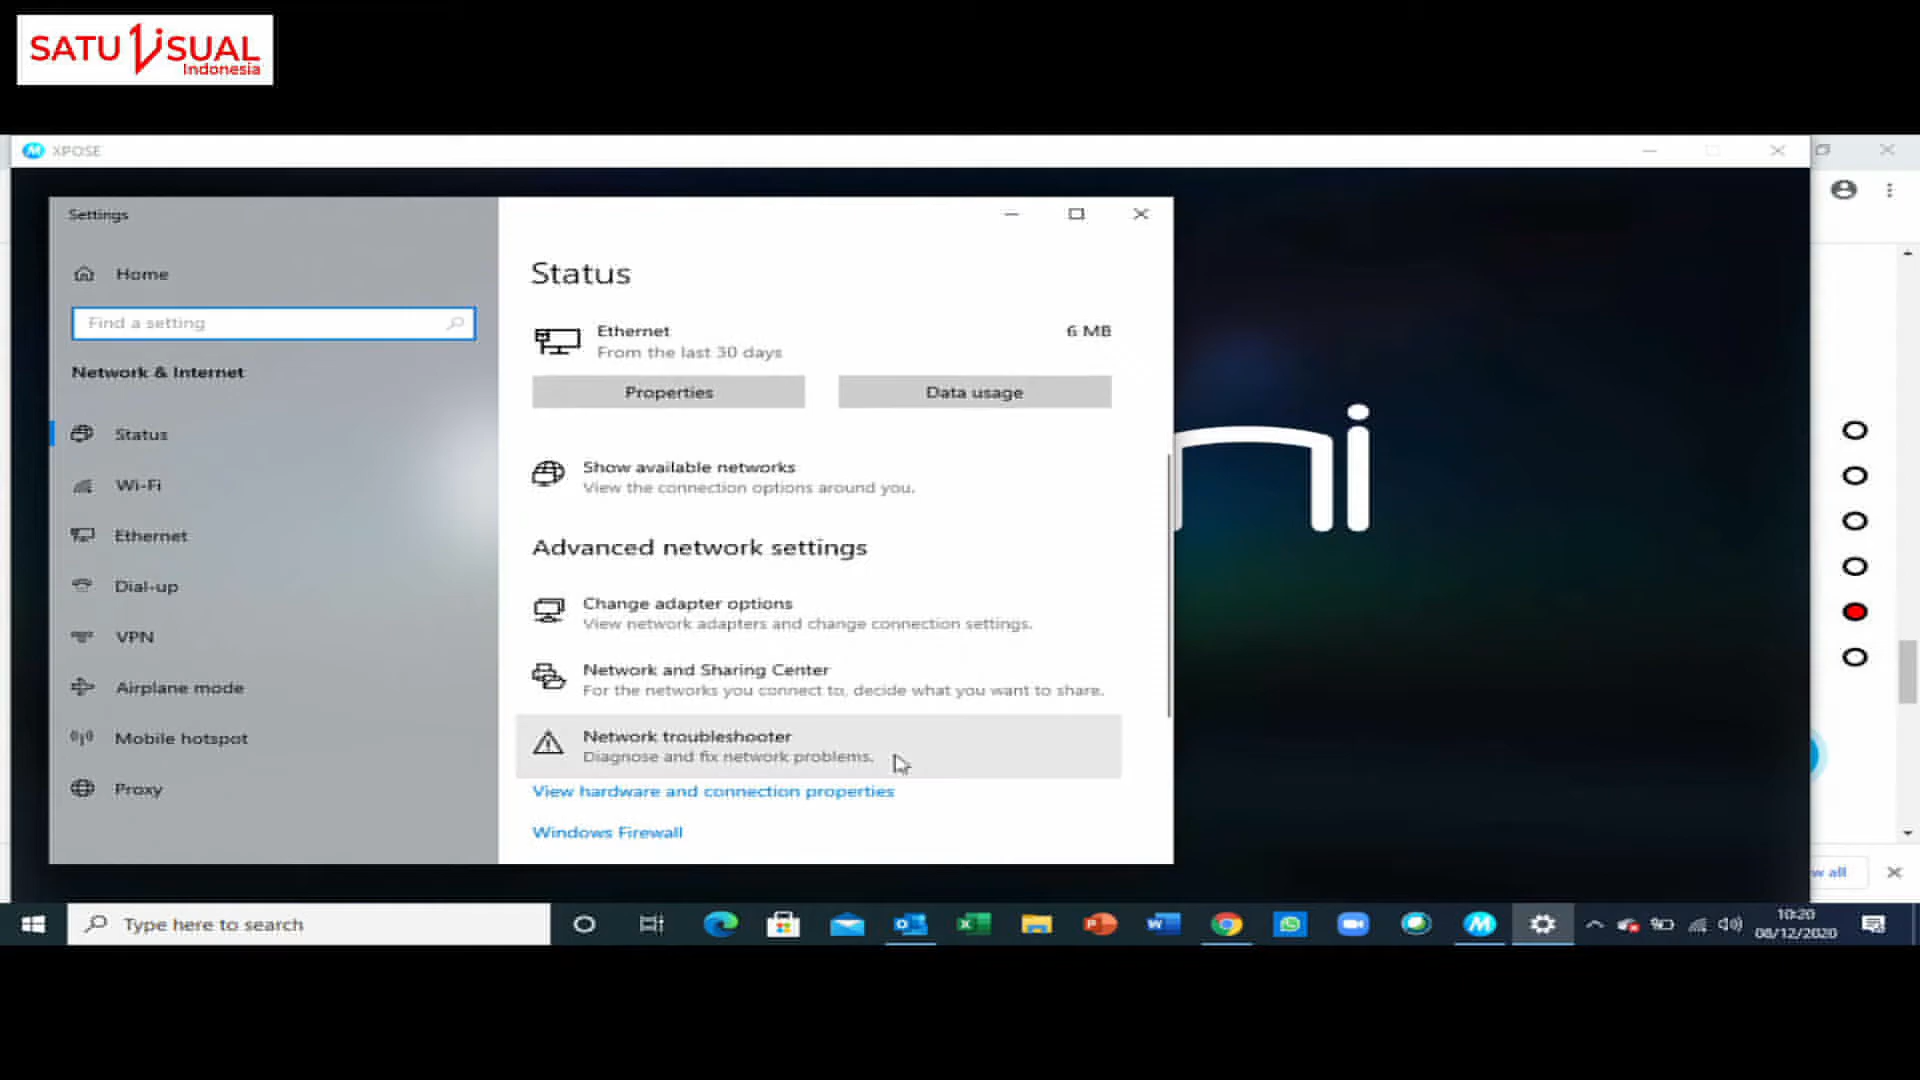 SATU VISUAL
Indonesia
XPOSE
Settings
Home
Find a setting
Network & Internet
Status
Wi-Fi
Ethernet
Dial-up
VPN
Airplane mode
Mobile hotspot
Proxy
Status
Ethernet
6 MB
From the last 30 days
Properties
Data usage
Show available networks
View the connection options around you.
Advanced network settings
Change adapter options
View network adapters and change connection settings.
Network and Sharing Center
For the networks you connect to, decide what you want to share.
Network troubleshooter
Diagnose and fix network problems.
View hardware and connection properties
Windows Firewall
ni
all
Type here to search
10:20
08/12/2020